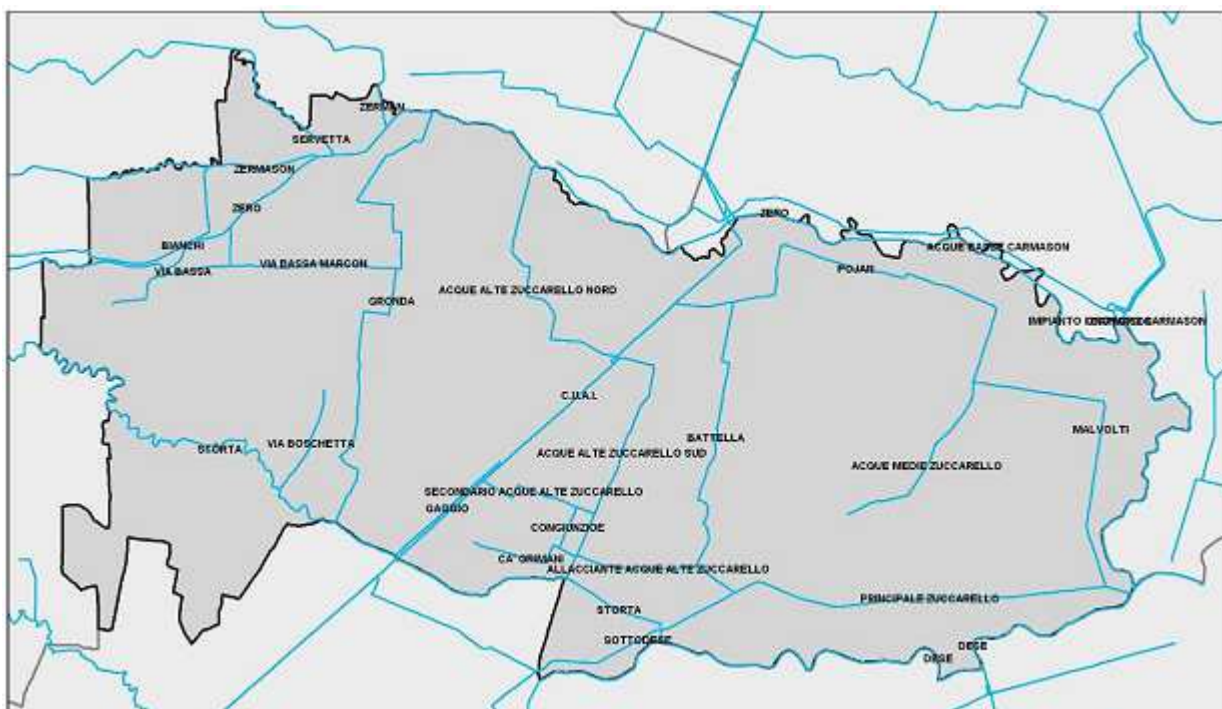 ZERMAN
SERVETTA
ZERMASON
ZERO
ZERO
BIANCHI
ACQUE BASSE CARMASON
VIA BASSA
VIA BASSA MARCON
POJAN
ACQUE ALTE ZUCCARELLO NORD
GRONDA
IMPIANTO CARMASON
C.U.A.I.
MALVOLTI
BATTELLA
VIA BOSCHETTA
ACQUE ALTE ZUCCARELLO SUD
ACQUE MEDIE ZUCCARELLO
SECONDARIO ACQUE ALTE ZUCCARELLO
GAGGIO
CONGIUNZIOE
CA' GRIMANI
ALLACCIANTE ACQUE ALTE ZUCCARELLO
PRINCIPALE ZUCCARELLO
STORTA
SOTTODESE
DESE
DESE